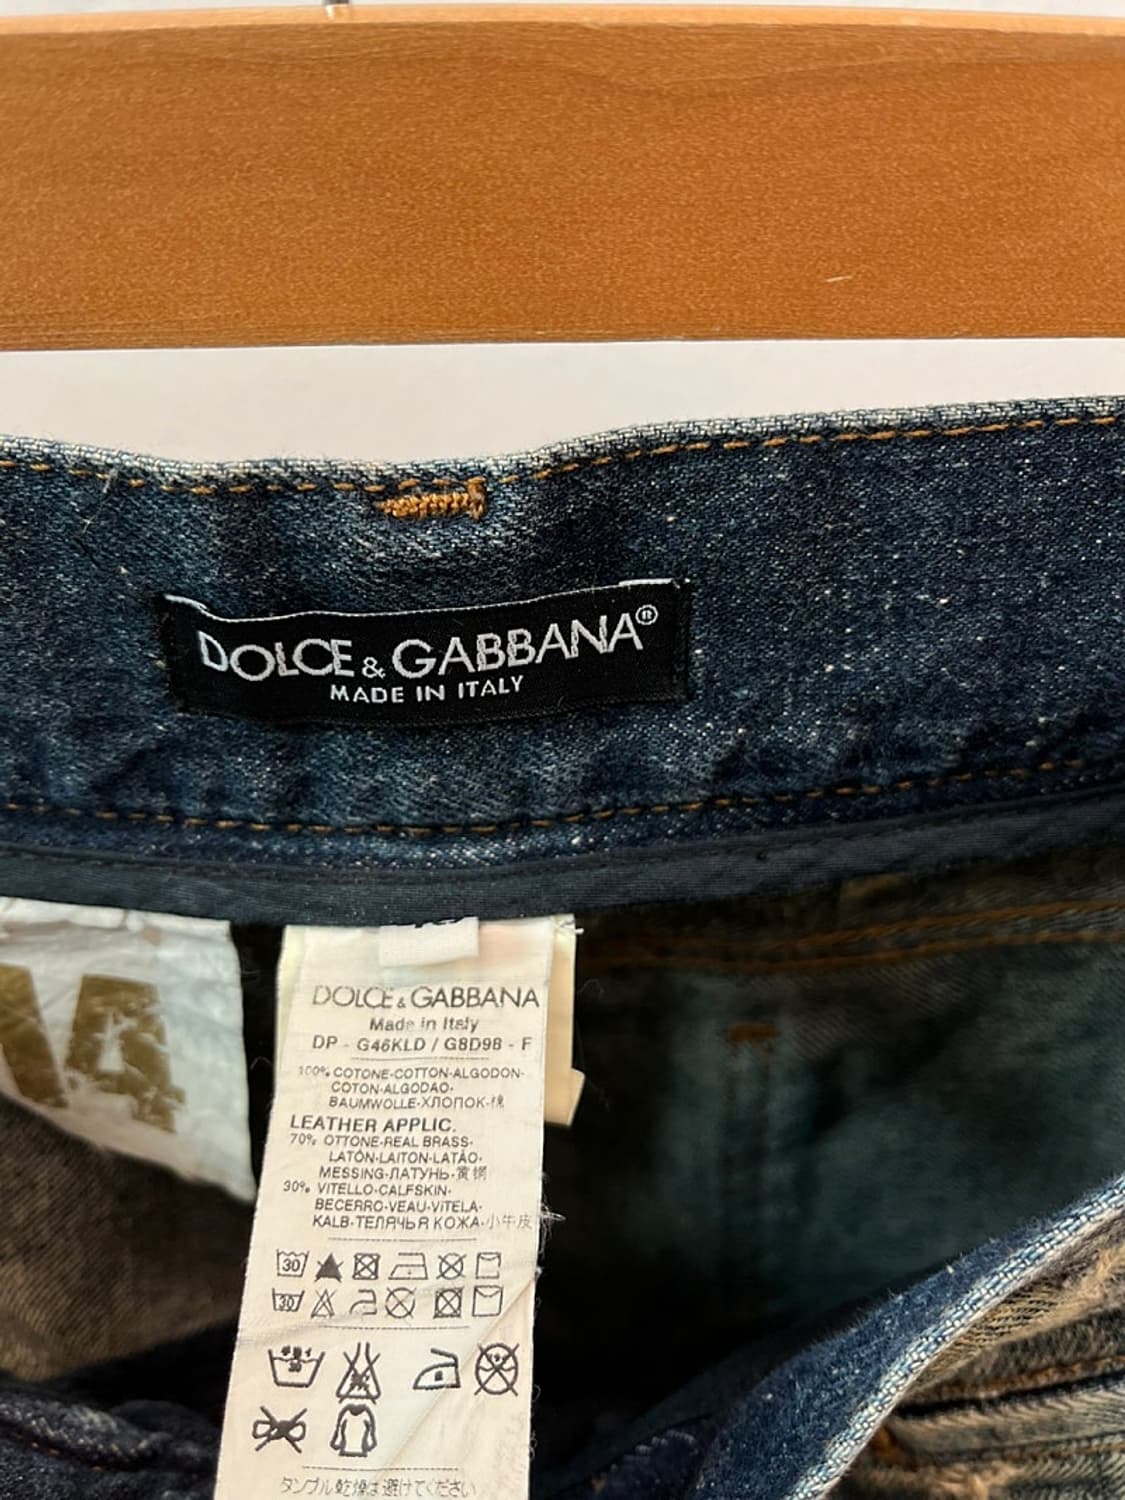 DOLCE & GABBANA®
MADE IN ITALY
DOLCE & GABBANA
Made in Italy
DP - G46KLD / G8D98 - F
100% COTONE-COTTON-ALGODON-
COTON-ALGODAO-
BAUMWOLLE-ХЛОПОК-棉
LEATHER APPLIC.
70% OTTONE-REAL BRASS-
LATÓN-LAITON-LATÃO-
MESSING-ЛАТУНЬ-黄铜
30% VITELLO-CALFSKIN-
BECERRO-VEAU-VITELA-
KALB-ТЕЛЯЧЬЯ КОЖА-小牛皮
30
30
30
タンブル乾燥は避けてください